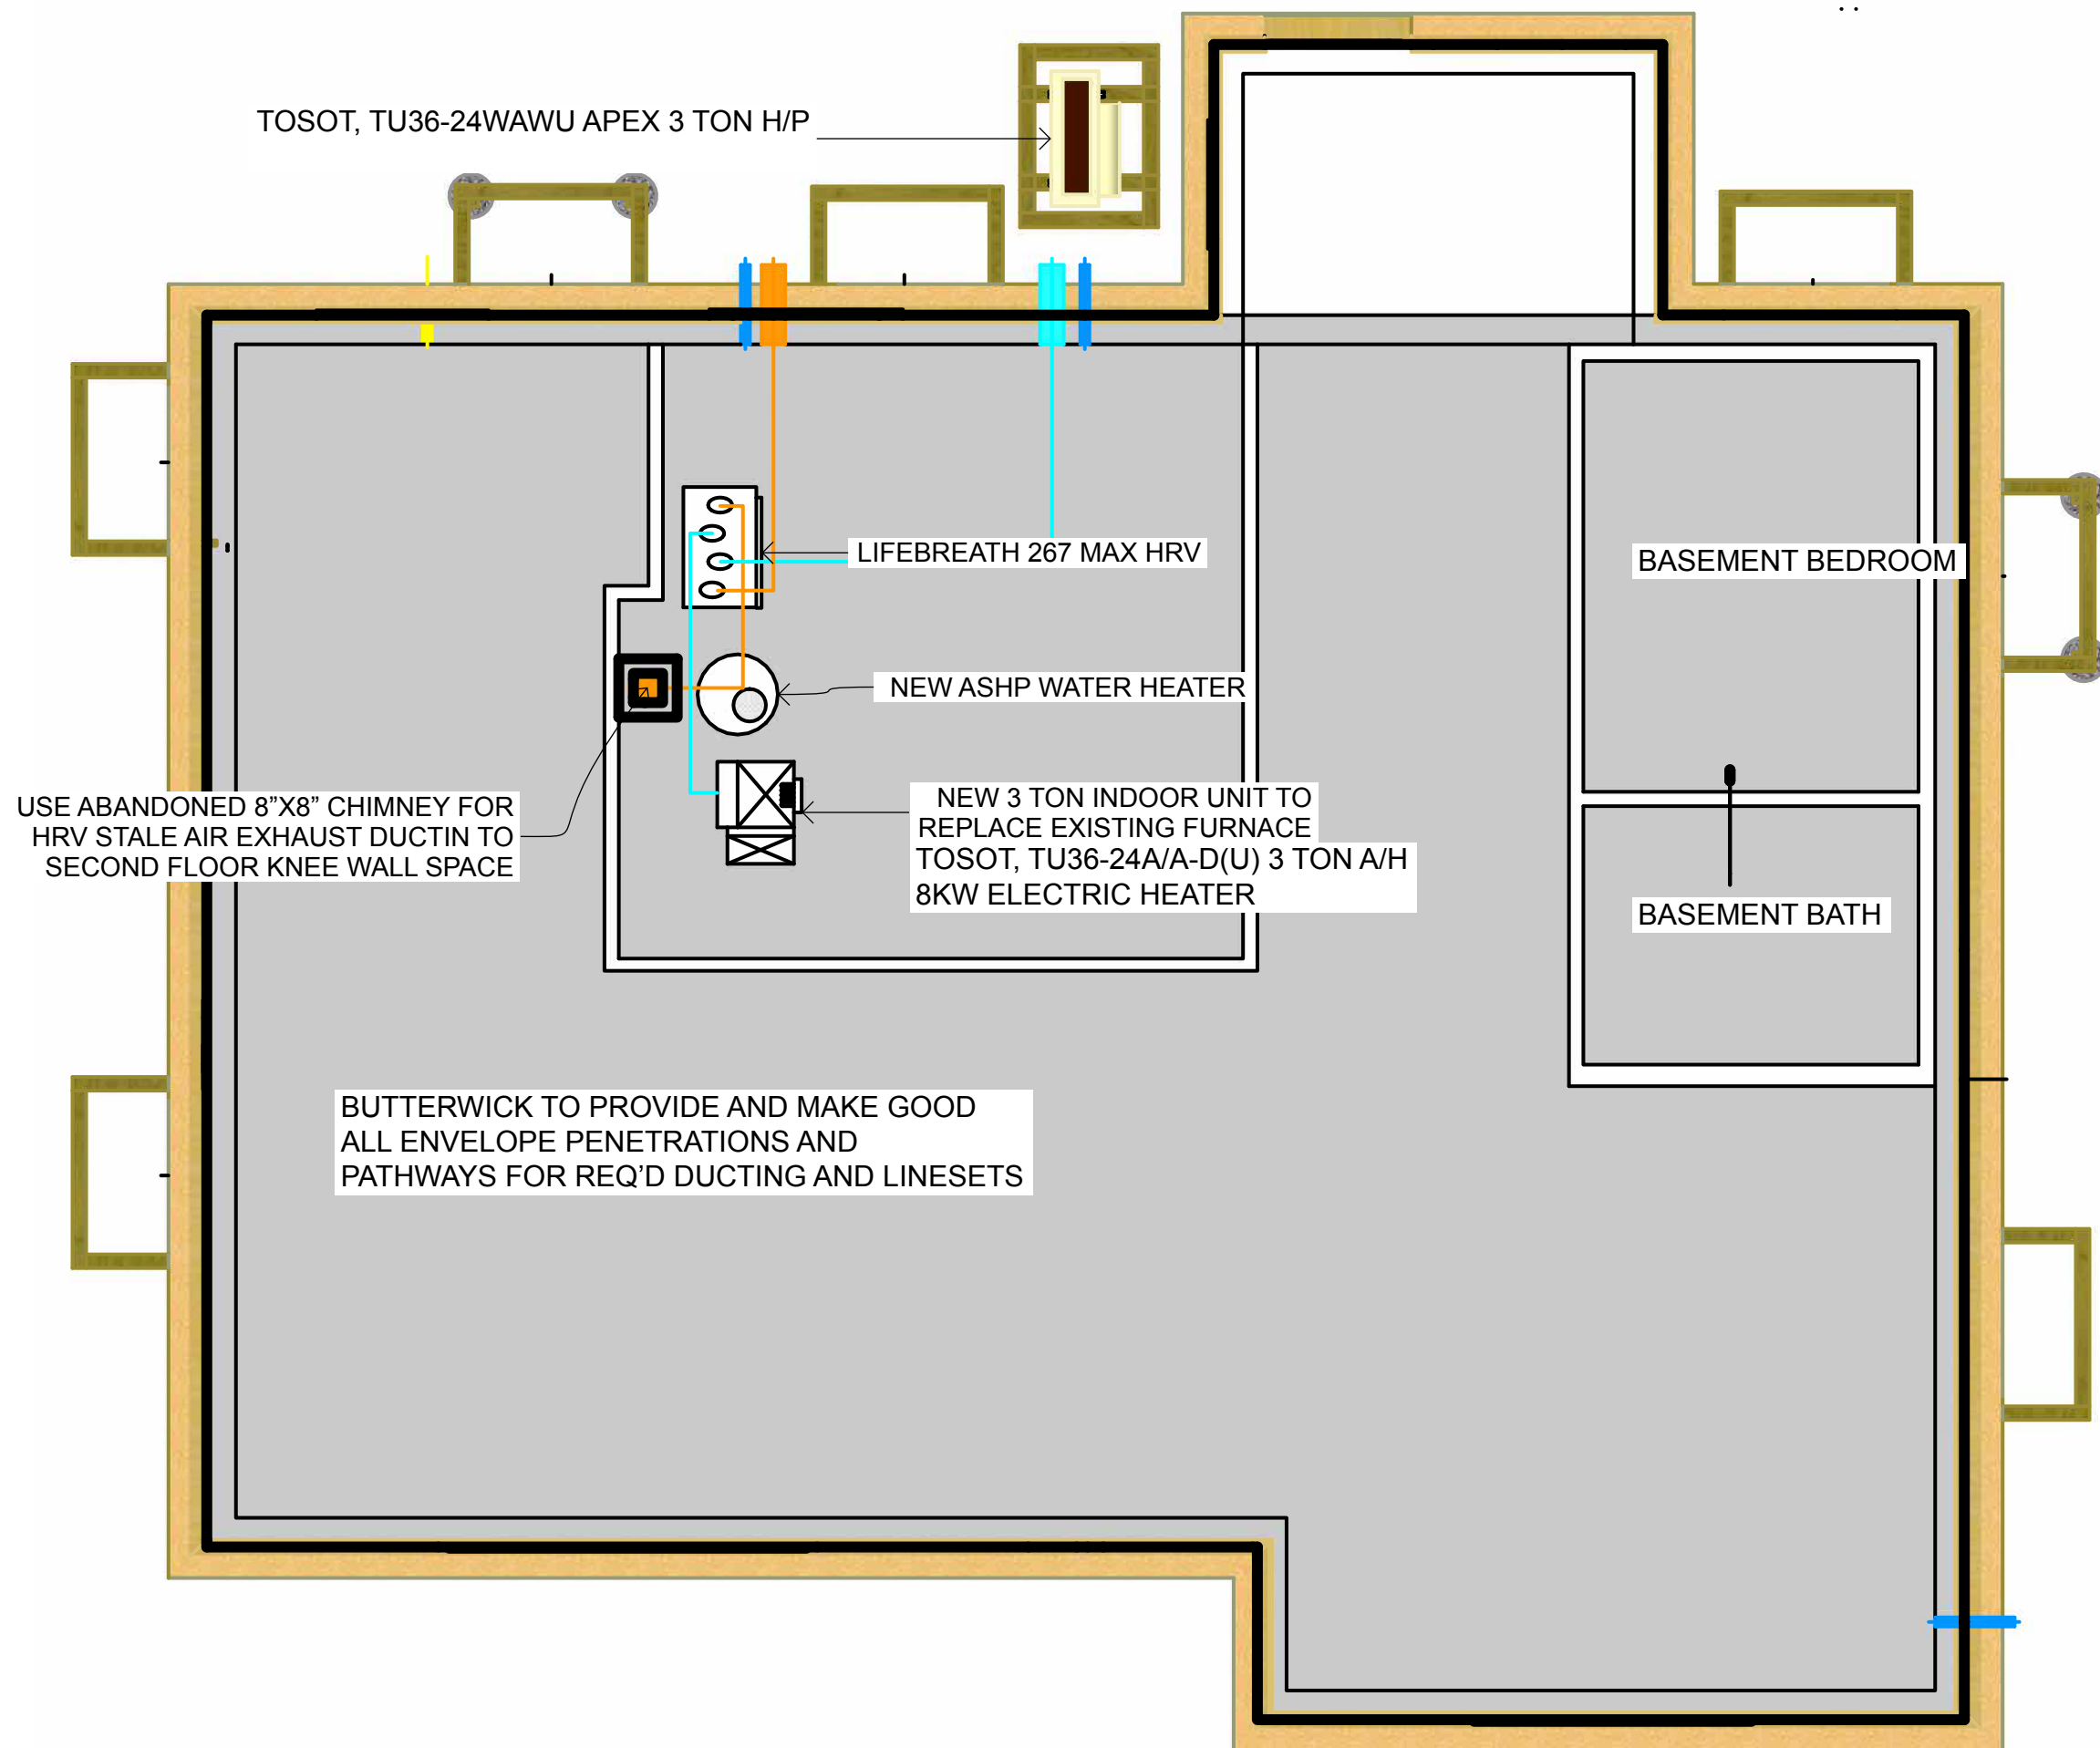 TOSOT, TU36-24WAWU APEX 3 TON H/P
LIFEBREATH 267 MAX HRV
BASEMENT BEDROOM
NEW ASHP WATER HEATER
USE ABANDONED 8”X8” CHIMNEY FOR
HRV STALE AIR EXHAUST DUCTIN TO
SECOND FLOOR KNEE WALL SPACE
NEW 3 TON INDOOR UNIT TO
REPLACE EXISTING FURNACE
TOSOT, TU36-24A/A-D(U) 3 TON A/H
8KW ELECTRIC HEATER
BASEMENT BATH
BUTTERWICK TO PROVIDE AND MAKE GOOD
ALL ENVELOPE PENETRATIONS AND
PATHWAYS FOR REQ’D DUCTING AND LINESETS